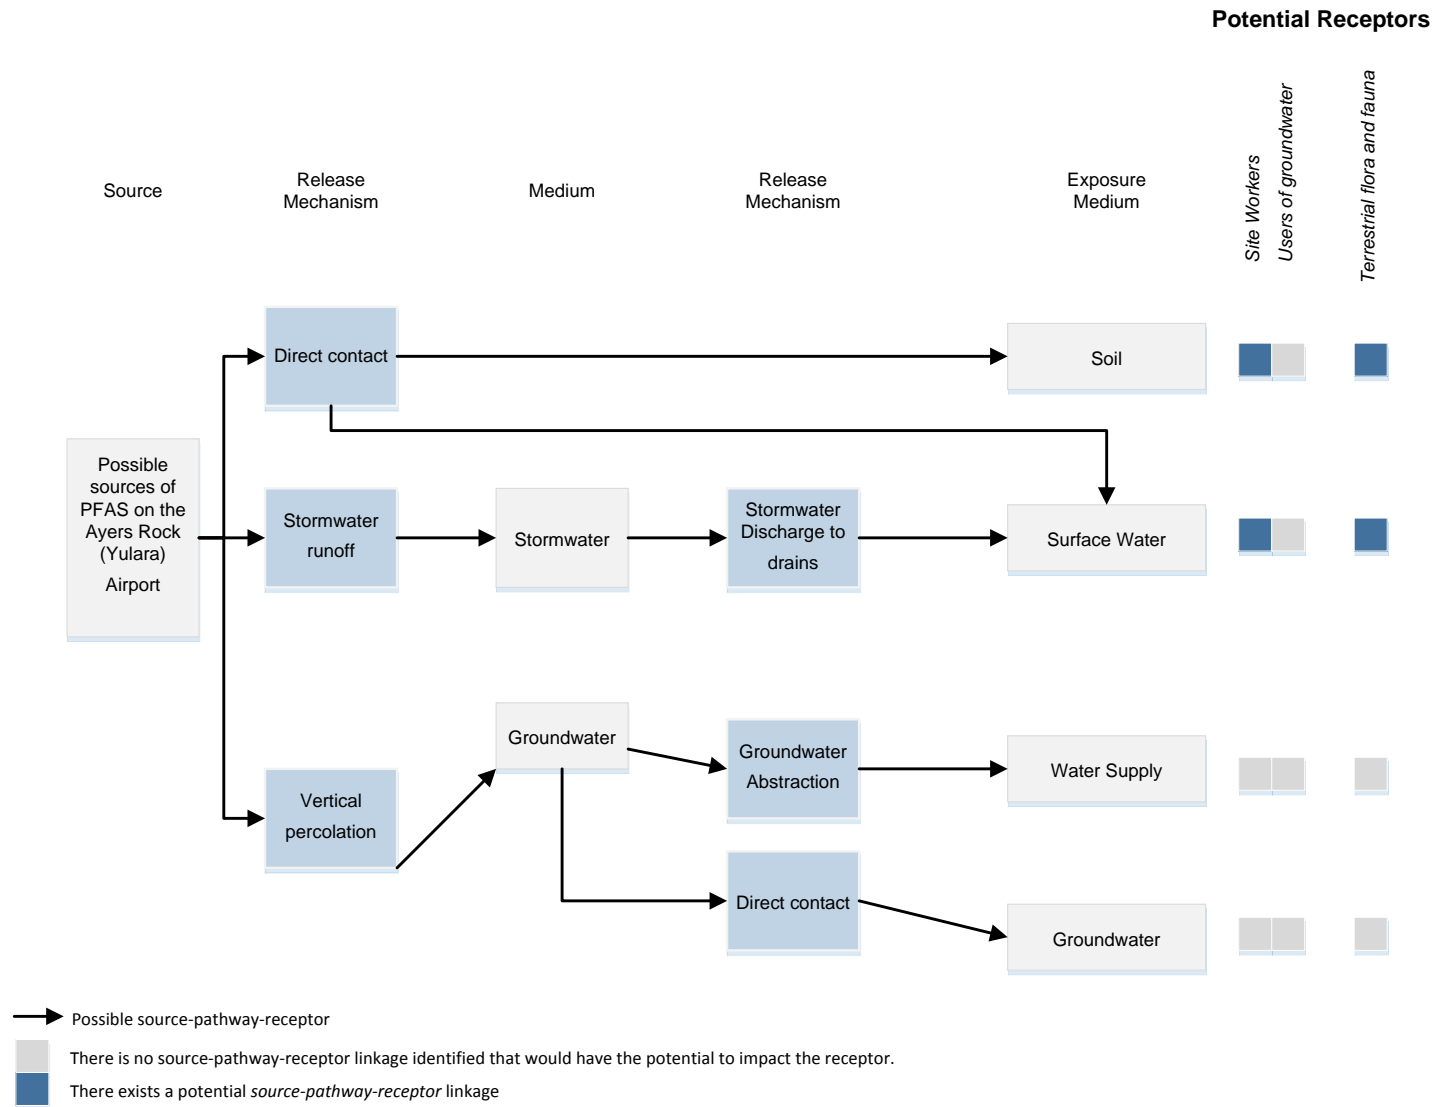 Potential Receptors
Site Workers
Users of groundwater
Terrestrial flora and fauna
Source
Release
Mechanism
Medium
Release
Mechanism
Exposure
Medium
Direct contact
Soil
Possible
sources of
PFAS on the
Ayers Rock
(Yulara)
Airport
Stormwater
runoff
Stormwater
Stormwater
Discharge to
drains
Surface Water
Groundwater
Groundwater
Abstraction
Water Supply
Vertical
percolation
Direct contact
Groundwater
Possible source-pathway-receptor
There is no source-pathway-receptor linkage identified that would have the potential to impact the receptor.
There exists a potential source-pathway-receptor linkage